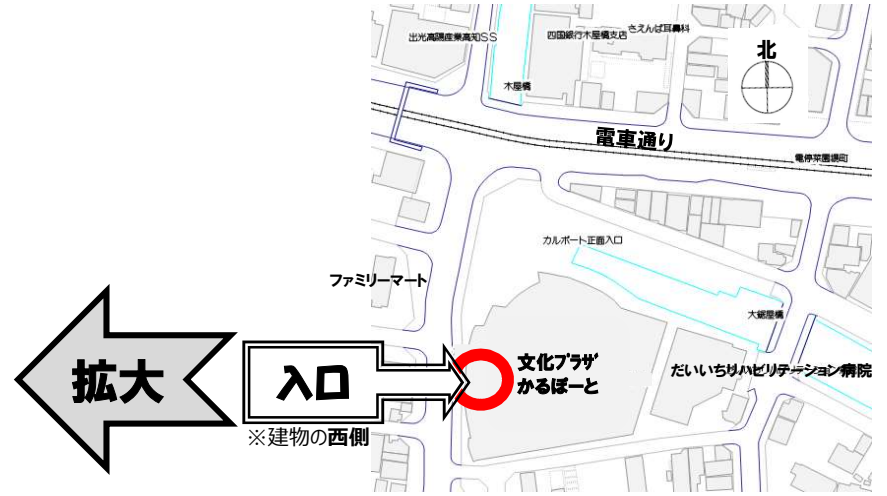 出光高陽産業高知SS
四国銀行木屋橋支店
さえんば耳鼻科
北
木屋橋
電車通り
電停菜園場町
カルポート正面入口
ファミリーマート
大鋸屋橋
拡大
入口
文化プラザ
かるぽーと
だいいちリハビリテーション病院
※建物の西側